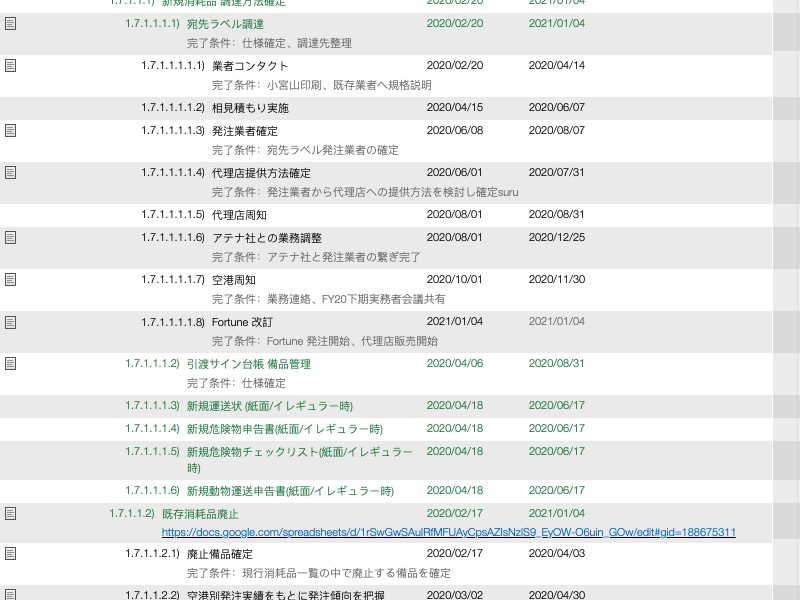 1.7.1.1.1) 新規消耗品 調達方法確定 2020/02/20 2021/01/04
1.7.1.1.1.1) 宛先ラベル調達 2020/02/20 2021/01/04
完了条件：仕様確定、調達先整理
1.7.1.1.1.1.1) 業者コンタクト 2020/02/20 2020/04/14
完了条件：小宮山印刷、既存業者へ規格説明
1.7.1.1.1.1.2) 相見積もり実施 2020/04/15 2020/06/07
1.7.1.1.1.1.3) 発注業者確定 2020/06/08 2020/08/07
完了条件：宛先ラベル発注業者の確定
1.7.1.1.1.1.4) 代理店提供方法確定 2020/06/01 2020/07/31
完了条件：発注業者から代理店への提供方法を検討し確定suru
1.7.1.1.1.1.5) 代理店周知 2020/08/01 2020/08/31
1.7.1.1.1.1.6) アテナ社との業務調整 2020/08/01 2020/12/25
完了条件：アテナ社と発注業者の繋ぎ完了
1.7.1.1.1.1.7) 空港周知 2020/10/01 2020/11/30
完了条件：業務連絡、FY20下期実務者会議共有
1.7.1.1.1.1.8) Fortune 改訂 2021/01/04 2021/01/04
完了条件：Fortune 発注開始、代理店販売開始
1.7.1.1.1.2) 引渡サイン台帳 備品管理 2020/04/06 2020/08/31
完了条件：仕様確定
1.7.1.1.1.3) 新規運送状 (紙面/イレギュラー時) 2020/04/18 2020/06/17
1.7.1.1.1.4) 新規危険物申告書(紙面/イレギュラー時) 2020/04/18 2020/06/17
1.7.1.1.1.5) 新規危険物チェックリスト(紙面/イレギュラー 2020/04/18 2020/06/17
時)
1.7.1.1.1.6) 新規動物運送申告書(紙面/イレギュラー時) 2020/04/18 2020/06/17
1.7.1.1.2) 既存消耗品廃止 2020/02/17 2021/01/04
https://docs.google.com/spreadsheets/d/1rSwGwSAuIRfMFUAyCpsAZlsNzlS9_EyOW-O6uin_GOw/edit#gid=188675311
1.7.1.1.2.1) 廃止備品確定 2020/02/17 2020/04/03
完了条件：現行消耗品一覧の中で廃止する備品を確定
1.7.1.1.2.2) 空港別発注実績をもとに発注傾向を把握 2020/03/02 2020/04/30